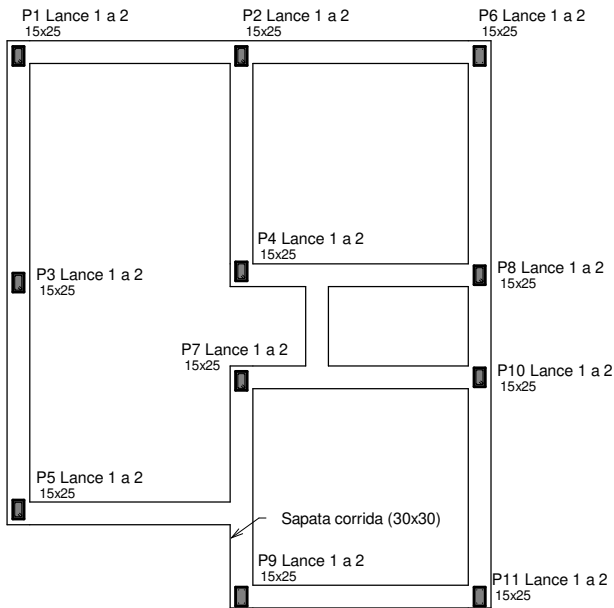 P1 Lance 1 a 2
15x25
P2 Lance 1 a 2
15x25
P6 Lance 1 a 2
15x25
P4 Lance 1 a 2
15x25
P3 Lance 1 a 2
15x25
P8 Lance 1 a 2
15x25
P7 Lance 1 a 2
15x25
P10 Lance 1 a 2
15x25
P5 Lance 1 a 2
15x25
Sapata corrida (30x30)
P9 Lance 1 a 2
15x25
P11 Lance 1 a 2
15x25